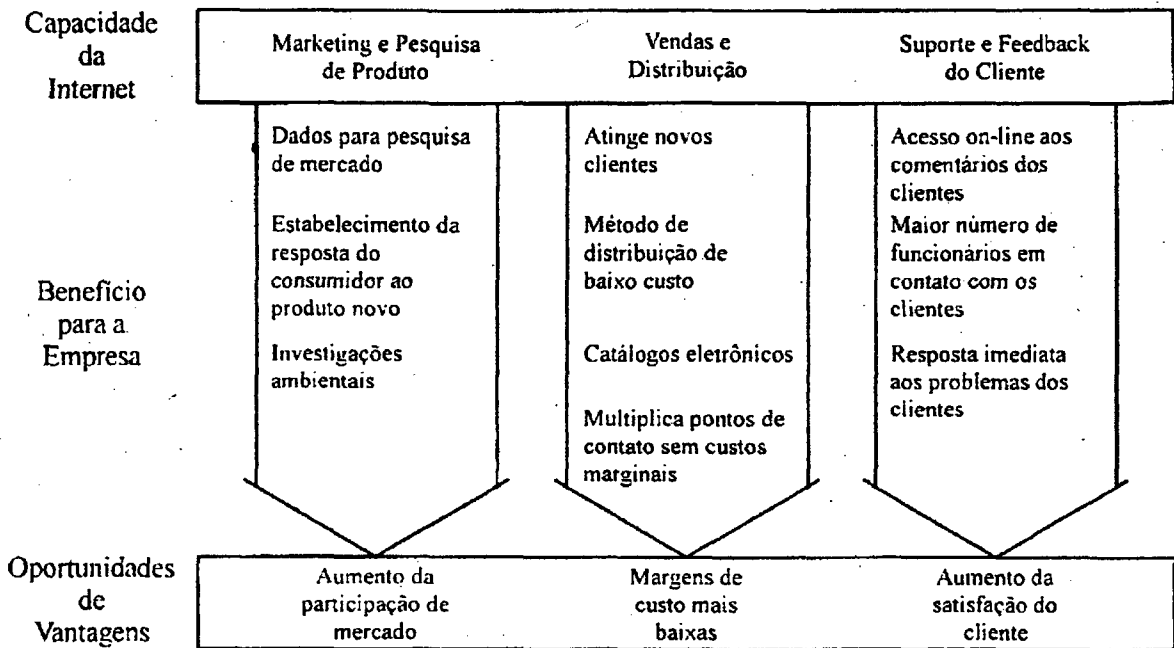 Capacidade
da
Internet
Marketing e Pesquisa
de Produto
Vendas e
Distribuição
Suporte e Feedback
do Cliente
Benefício
para a
Empresa
Dados para pesquisa
de mercado
Estabelecimento da
resposta do
consumidor ao
produto novo
Investigações
ambientais
Atinge novos
clientes
Método de
distribuição de
baixo custo
Catálogos eletrônicos
Multiplica pontos de
contato sem custos
marginais
Acesso on-line aos
comentários dos
clientes
Maior número de
funcionários em
contato com os
clientes
Resposta imediata
aos problemas dos
clientes
Oportunidades
de
Vantagens
Aumento da
participação de
mercado
Margens de
custo mais
baixas
Aumento da
satisfação do
cliente